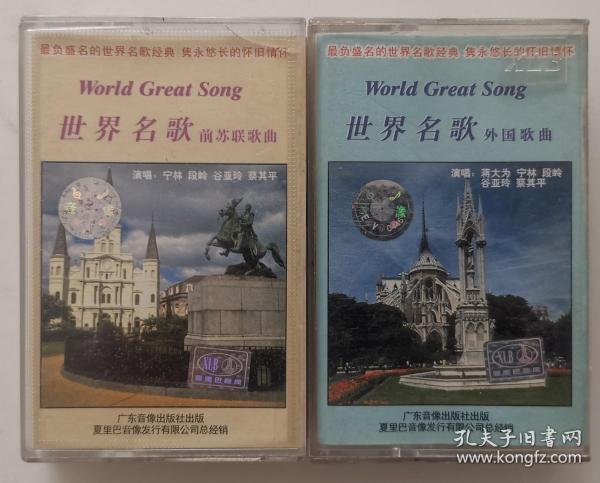 最负盛名的世界名歌经典 隽永悠长的怀旧情怀
World Great Song
世界名歌 前苏联歌曲
演唱：宁林 段岭 谷亚玲 蔡其平
XLB
广东音像出版社出版
夏里巴音像发行有限公司总经销
最负盛名的世界名歌经典 隽永悠长的怀旧情怀
World Great Song
世界名歌 外国歌曲
演唱：蒋大为 宁林 段岭
谷亚玲 蔡其平
XLB
广东音像出版社出版
夏里巴音像发行有限公司总经销
孔夫子旧书网
www.kongfz.com